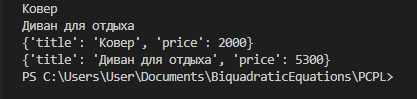 Ковер
Диван для отдыха
{'title': 'Ковер', 'price': 2000}
{'title': 'Диван для отдыха', 'price': 5300}
PS C:\Users\User\Documents\BiquadraticEquations\PCPL>